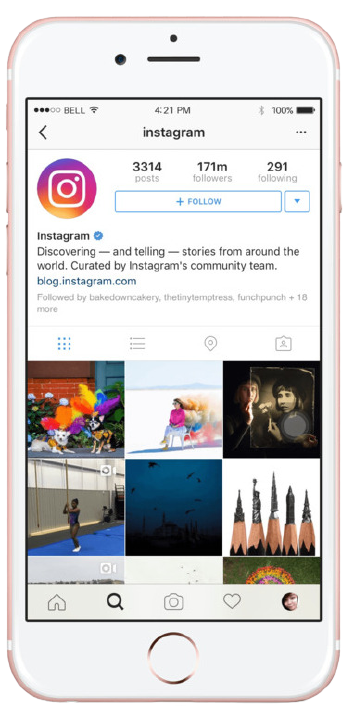 BELL 4:21 PM 100%
instagram
3314 171m 291
posts followers following
+ FOLLOW
Instagram
Discovering — and telling — stories from around the
world. Curated by Instagram's community team.
blog.instagram.com
Followed by bakedowncakery, thetinytemptress, funchpunch + 18
more